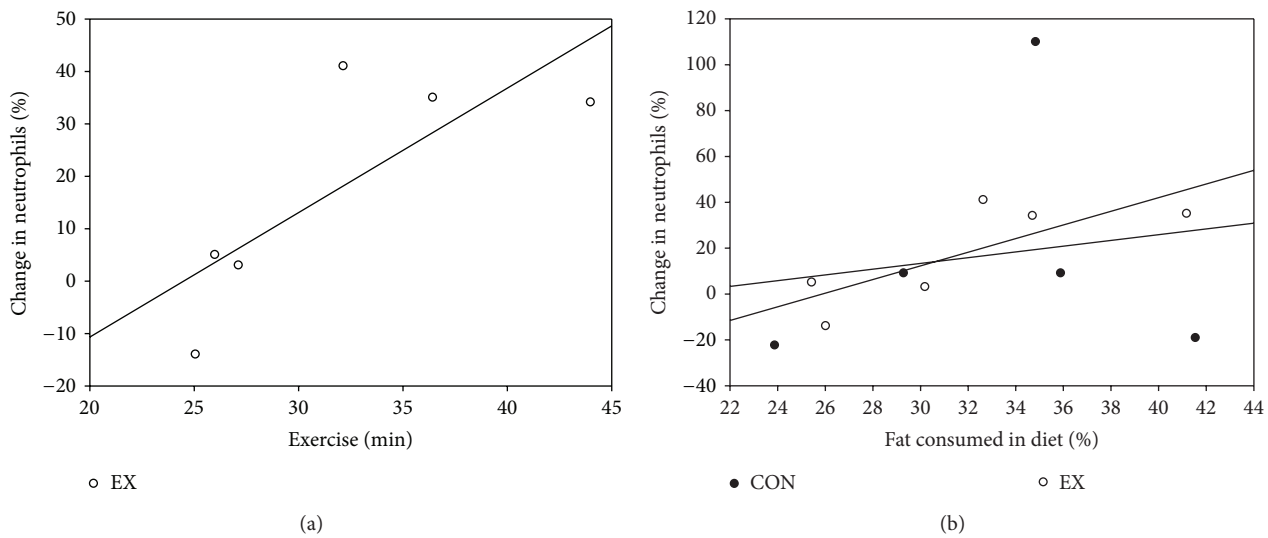 50
40
30
20
10
0
−10
−20
20 25 30 35 40 45
Change in neutrophils (%)
Exercise (min)
EX
(a)
120
100
80
60
40
20
0
−20
−40
22 24 26 28 30 32 34 36 38 40 42 44
Change in neutrophils (%)
Fat consumed in diet (%)
CON EX
(b)